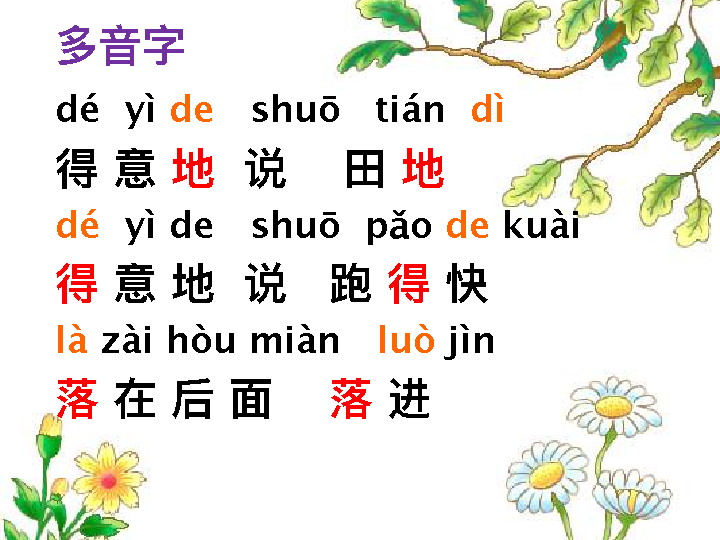 多音字
dé yì de shuō tián dì
得意地说 田地
dé yì de shuō pǎo de kuài
得意地说 跑得快
là zài hòu miàn luò jìn
落在后面 落进